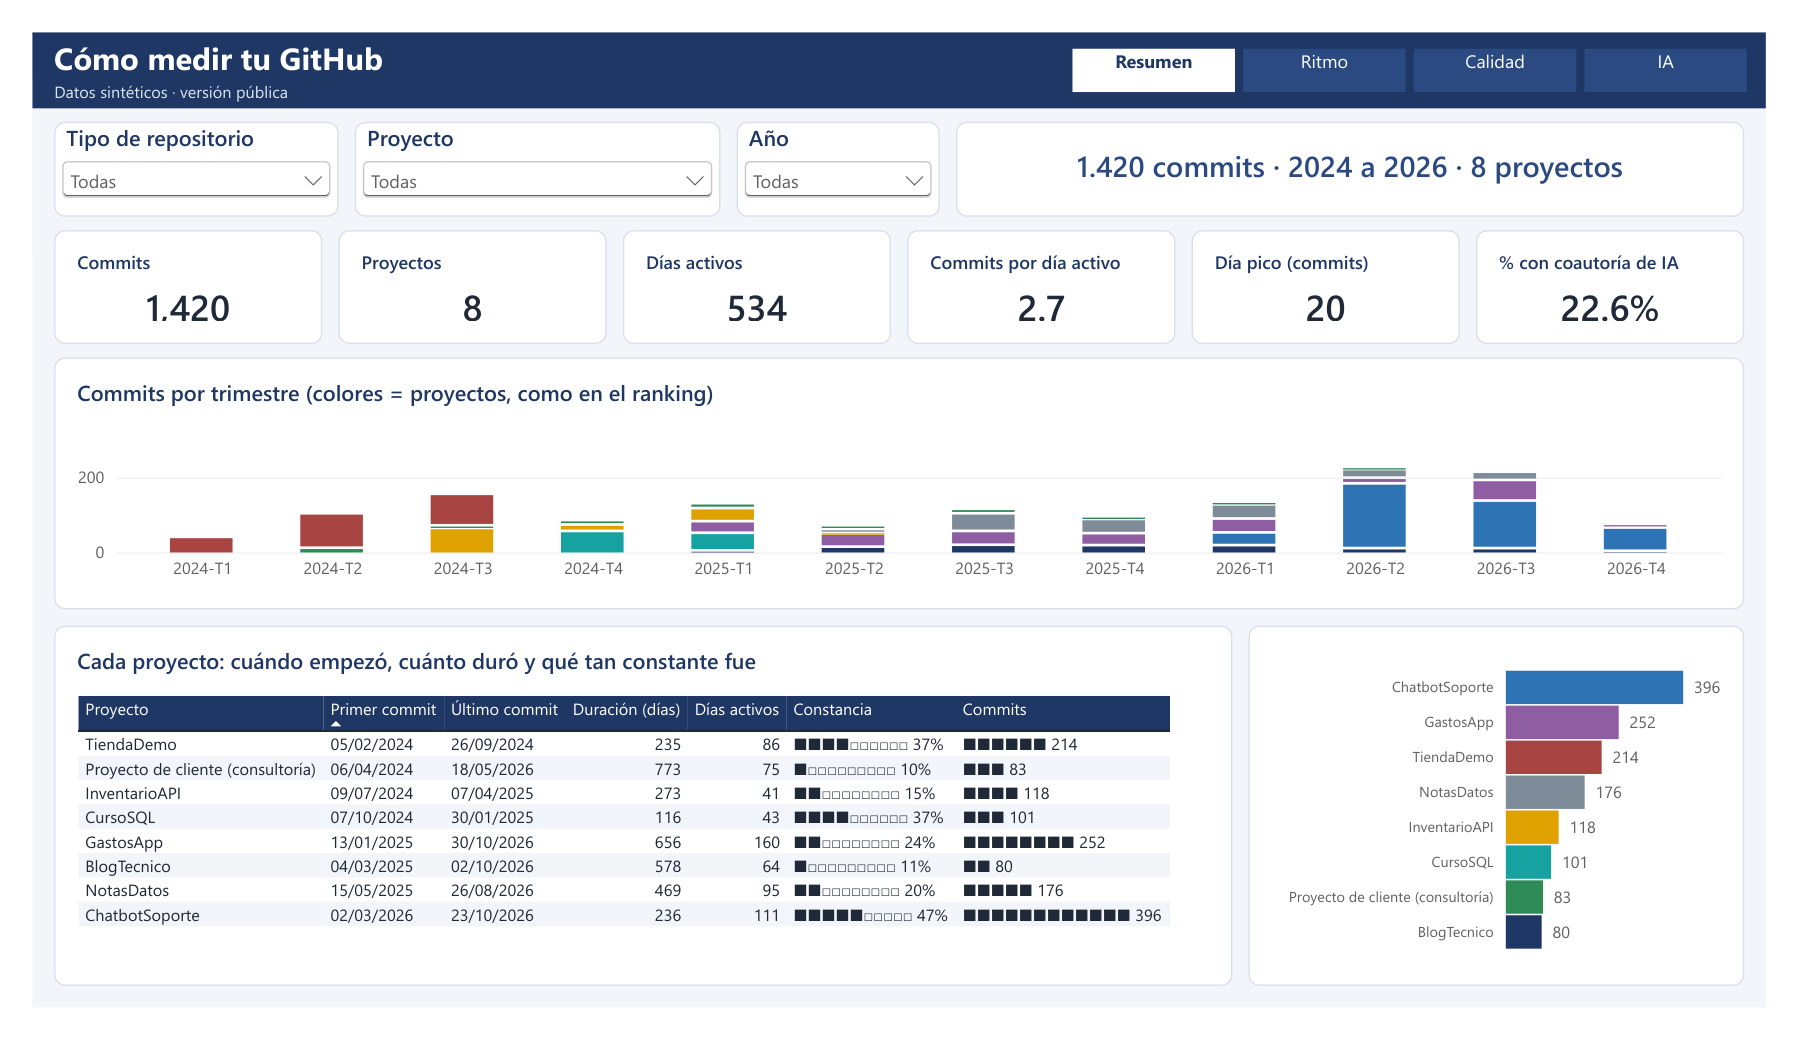 Cómo medir tu GitHub
Datos sintéticos · versión pública
Resumen
Ritmo
Calidad
IA
Tipo de repositorio
Todas
Proyecto
Todas
Año
Todas
1.420 commits · 2024 a 2026 · 8 proyectos
Commits
1.420
Proyectos
8
Días activos
534
Commits por día activo
2.7
Día pico (commits)
20
% con coautoría de IA
22.6%
Commits por trimestre (colores = proyectos, como en el ranking)
200
0
2024-T1 2024-T2 2024-T3 2024-T4 2025-T1 2025-T2 2025-T3 2025-T4 2026-T1 2026-T2 2026-T3 2026-T4
Cada proyecto: cuándo empezó, cuánto duró y qué tan constante fue
Proyecto Primer commit Último commit Duración (días) Días activos Constancia Commits
TiendaDemo 05/02/2024 26/09/2024 235 86 ■■■■□□□□□□ 37% ■■■■■■ 214
Proyecto de cliente (consultoría) 06/04/2024 18/05/2026 773 75 ■□□□□□□□□□ 10% ■■■ 83
InventarioAPI 09/07/2024 07/04/2025 273 41 ■■□□□□□□□□ 15% ■■■■ 118
CursoSQL 07/10/2024 30/01/2025 116 43 ■■■■□□□□□□ 37% ■■■ 101
GastosApp 13/01/2025 30/10/2026 656 160 ■■□□□□□□□□ 24% ■■■■■■■■ 252
BlogTecnico 04/03/2025 02/10/2026 578 64 ■□□□□□□□□□ 11% ■■ 80
NotasDatos 15/05/2025 26/08/2026 469 95 ■■□□□□□□□□ 20% ■■■■■ 176
ChatbotSoporte 02/03/2026 23/10/2026 236 111 ■■■■■□□□□□ 47% ■■■■■■■■■■■■ 396
ChatbotSoporte 396
GastosApp 252
TiendaDemo 214
NotasDatos 176
InventarioAPI 118
CursoSQL 101
Proyecto de cliente (consultoría) 83
BlogTecnico 80